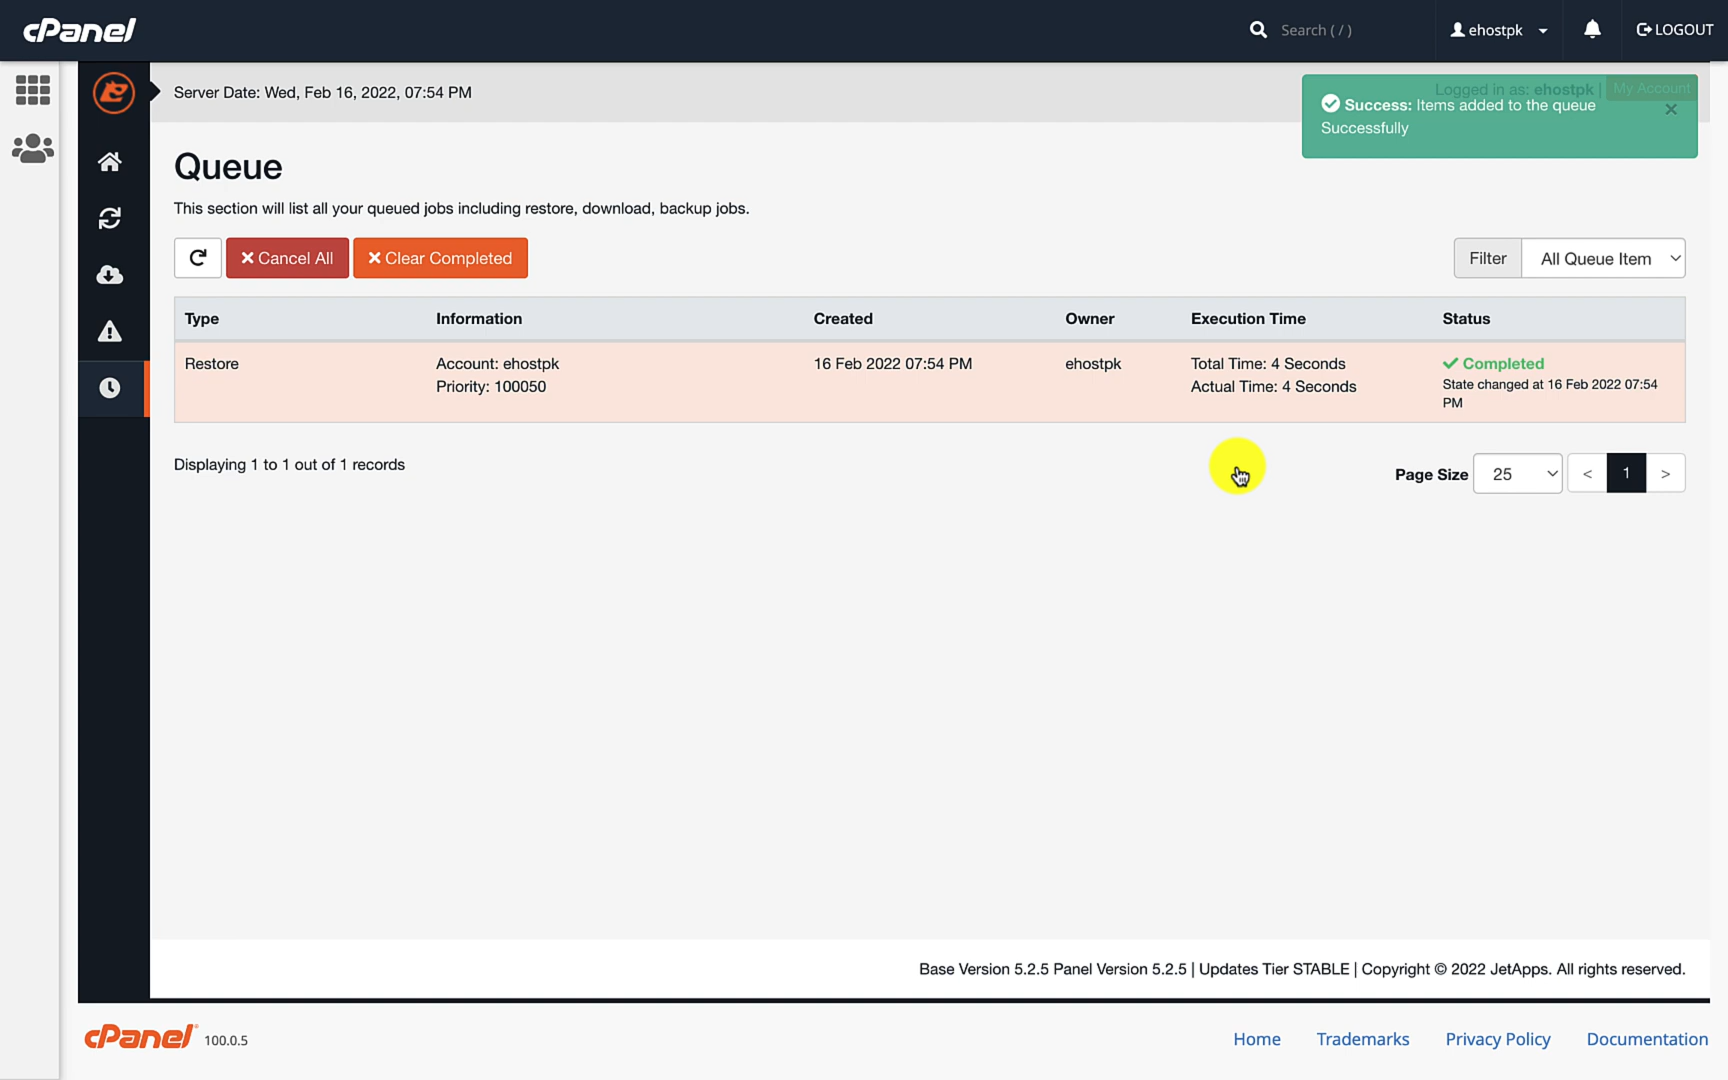 cPanel
Search ( / )
ehostpk
LOGOUT
Server Date: Wed, Feb 16, 2022, 07:54 PM
Logged in as: ehostpk | My Account
Success: Items added to the queue
Successfully
Queue
This section will list all your queued jobs including restore, download, backup jobs.
Cancel All
Clear Completed
Filter
All Queue Item
Type Information Created Owner Execution Time Status
Restore Account: ehostpk 16 Feb 2022 07:54 PM ehostpk Total Time: 4 Seconds Completed
Priority: 100050 Actual Time: 4 Seconds State changed at 16 Feb 2022 07:54
PM
Displaying 1 to 1 out of 1 records
Page Size 25 < 1 >
Base Version 5.2.5 Panel Version 5.2.5 | Updates Tier STABLE | Copyright © 2022 JetApps. All rights reserved.
cPanel 100.0.5
Home Trademarks Privacy Policy Documentation